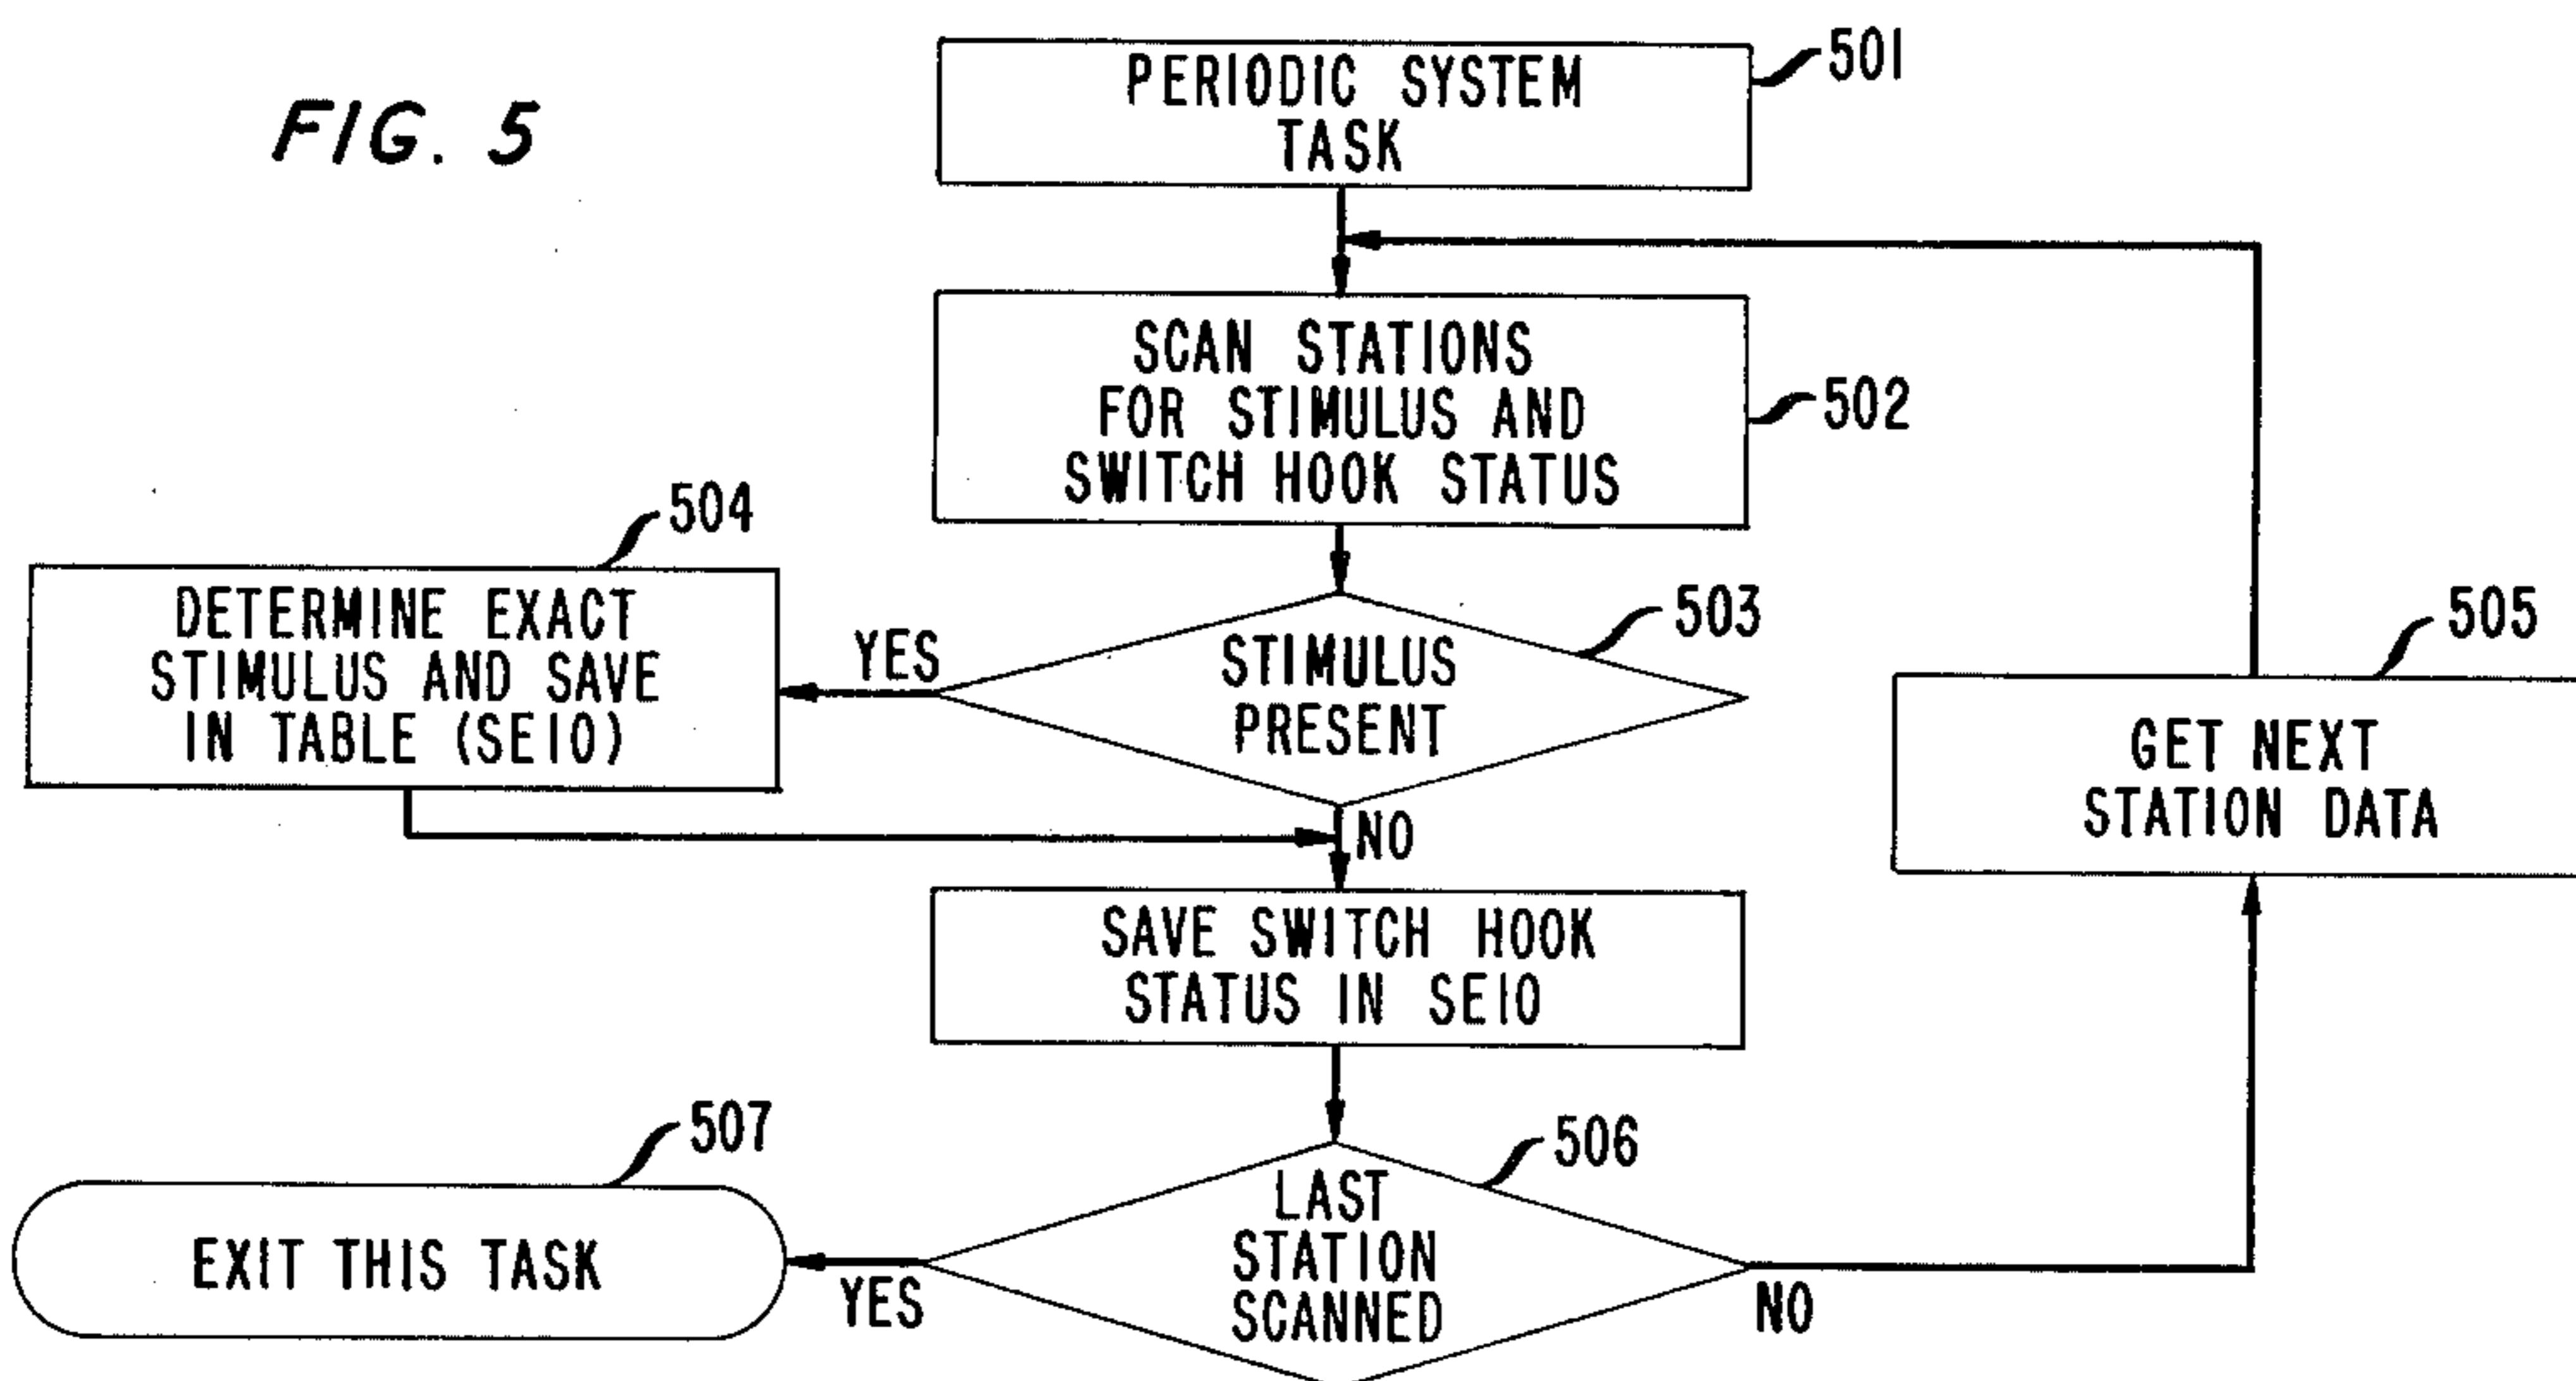 FIG. 5
PERIODIC SYSTEM
TASK
501
SCAN STATIONS
FOR STIMULUS AND
SWITCH HOOK STATUS
502
504
DETERMINE EXACT
STIMULUS AND SAVE
IN TABLE (SEIO)
YES
STIMULUS
PRESENT
503
NO
505
GET NEXT
STATION DATA
SAVE SWITCH HOOK
STATUS IN SEIO
507
EXIT THIS TASK
YES
LAST
STATION
SCANNED
506
NO